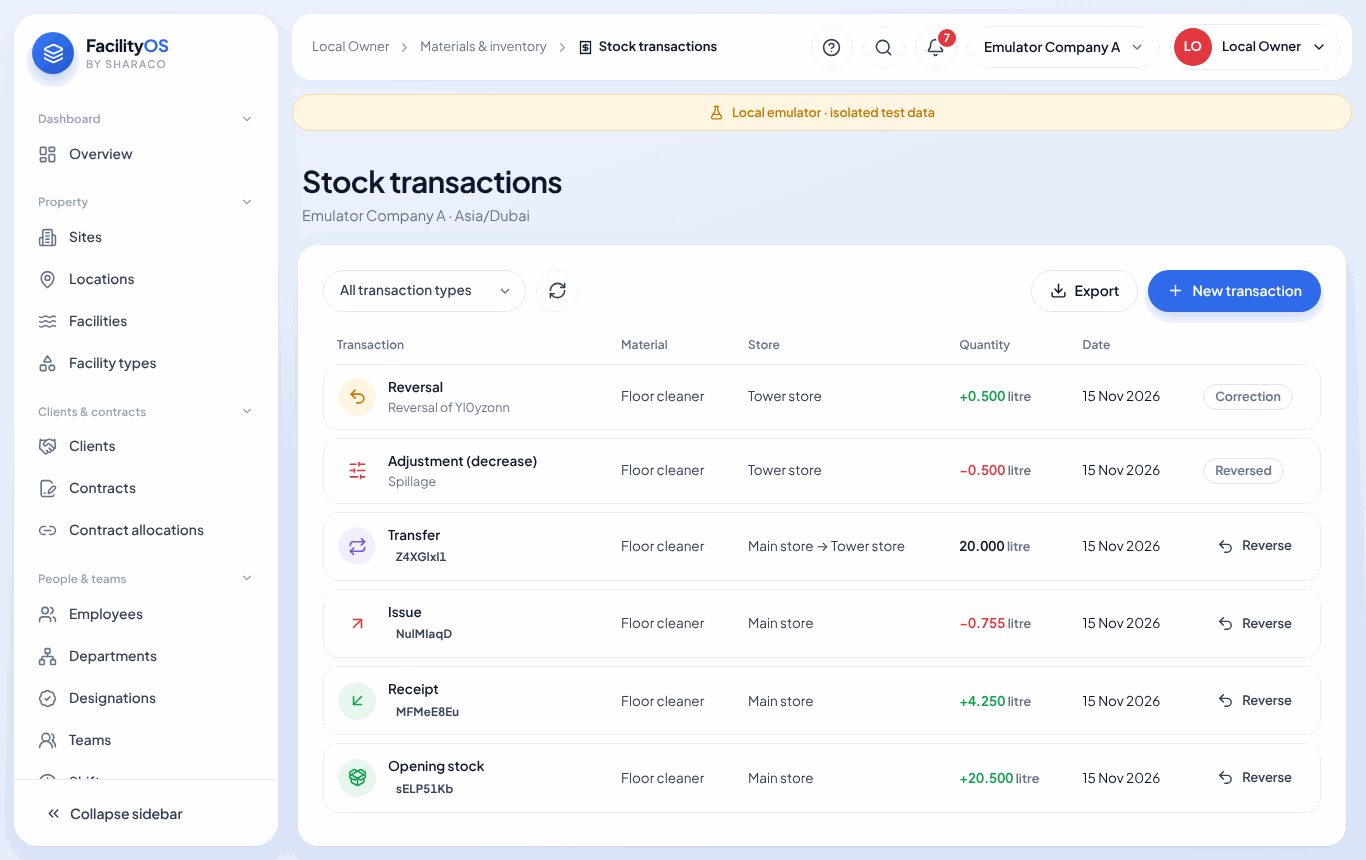 FacilityOS
BY SHARACO
Dashboard
Overview
Property
Sites
Locations
Facilities
Facility types
Clients & contracts
Clients
Contracts
Contract allocations
People & teams
Employees
Departments
Designations
Teams
Collapse sidebar
Local Owner
Materials & inventory
Stock transactions
7
Emulator Company A
LO
Local Owner
Local emulator · isolated test data
Stock transactions
Emulator Company A · Asia/Dubai
All transaction types
Export
New transaction
Transaction Material Store Quantity Date
Reversal
Reversal of Yl0yzonn
Floor cleaner Tower store +0.500 litre 15 Nov 2026 Correction
Adjustment (decrease)
Spillage
Floor cleaner Tower store −0.500 litre 15 Nov 2026 Reversed
Transfer
Floor cleaner Main store → Tower store 20.000 litre 15 Nov 2026 Reverse
Issue
Floor cleaner Main store −0.755 litre 15 Nov 2026 Reverse
Receipt
MFMeE8Eu
Floor cleaner Main store +4.250 litre 15 Nov 2026 Reverse
Opening stock
sELP51Kb
Floor cleaner Main store +20.500 litre 15 Nov 2026 Reverse